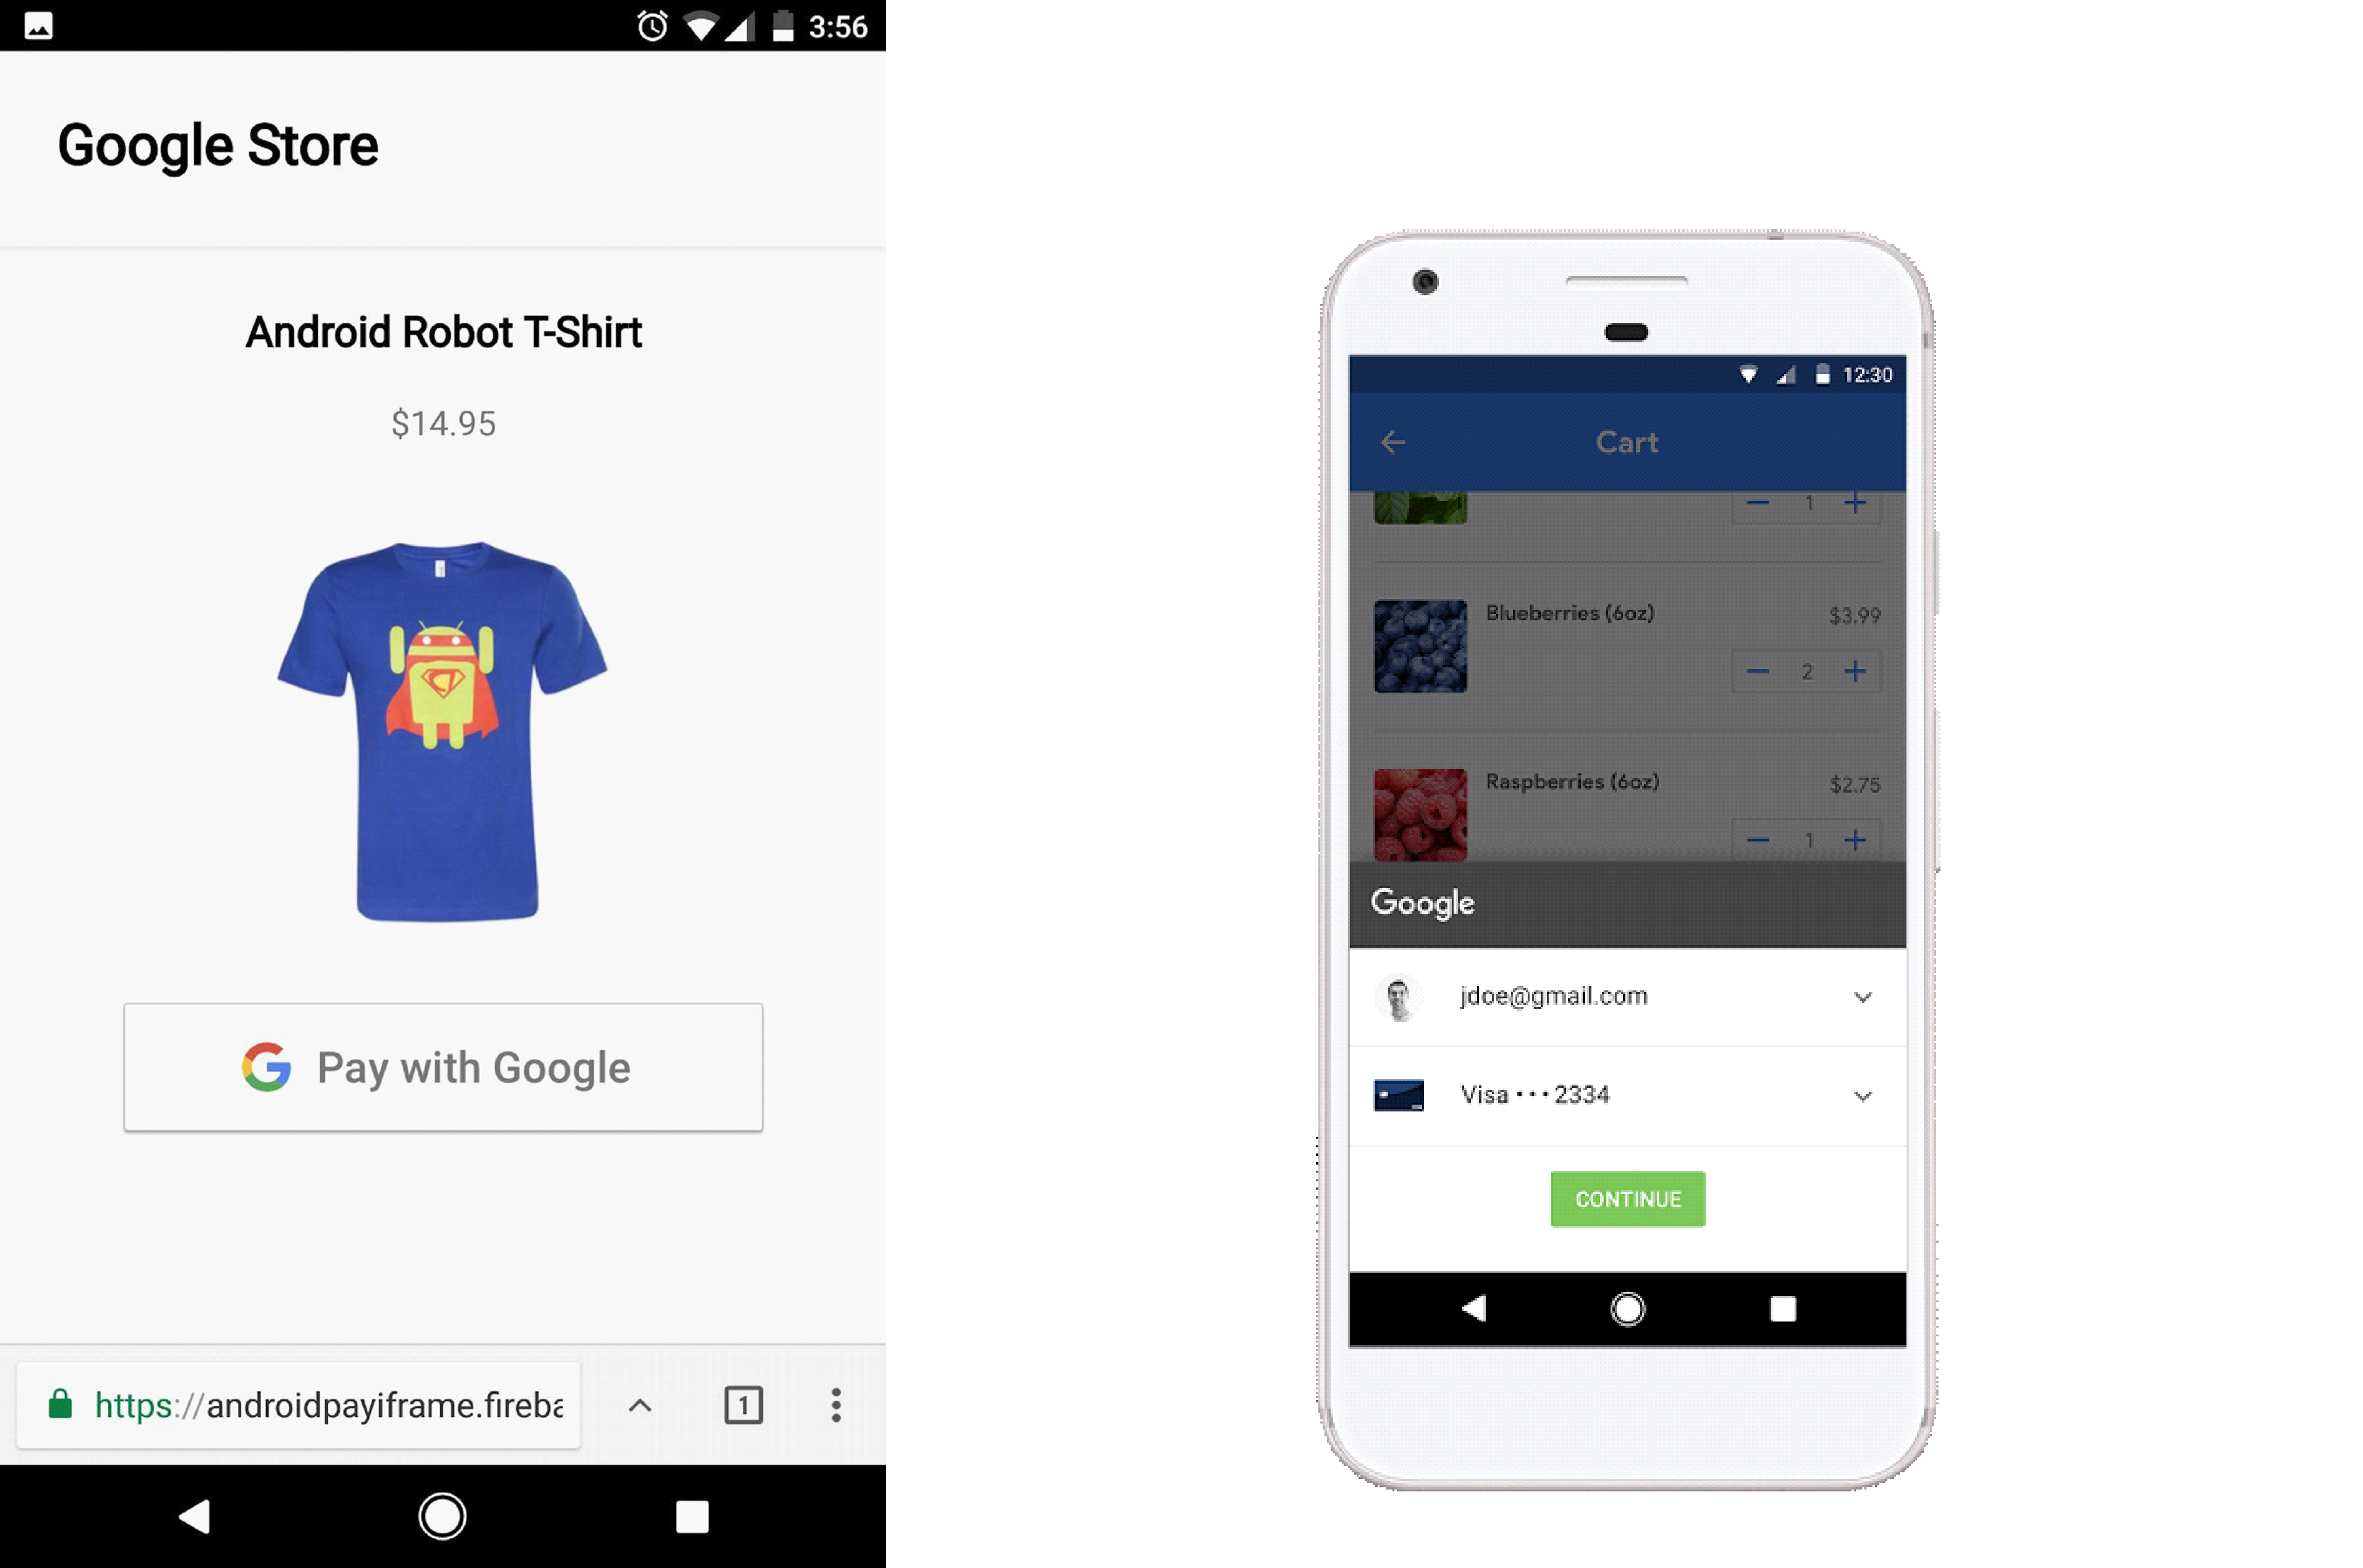 3:56
Google Store
Android Robot T-Shirt
$14.95
Pay with Google
https://androidpayiframe.fireba
1
12:30
Cart
1
Blueberries (6oz) $3.99
2
Raspberries (6oz) $2.75
1
Google
jdoe@gmail.com
Visa ··· 2334
CONTINUE